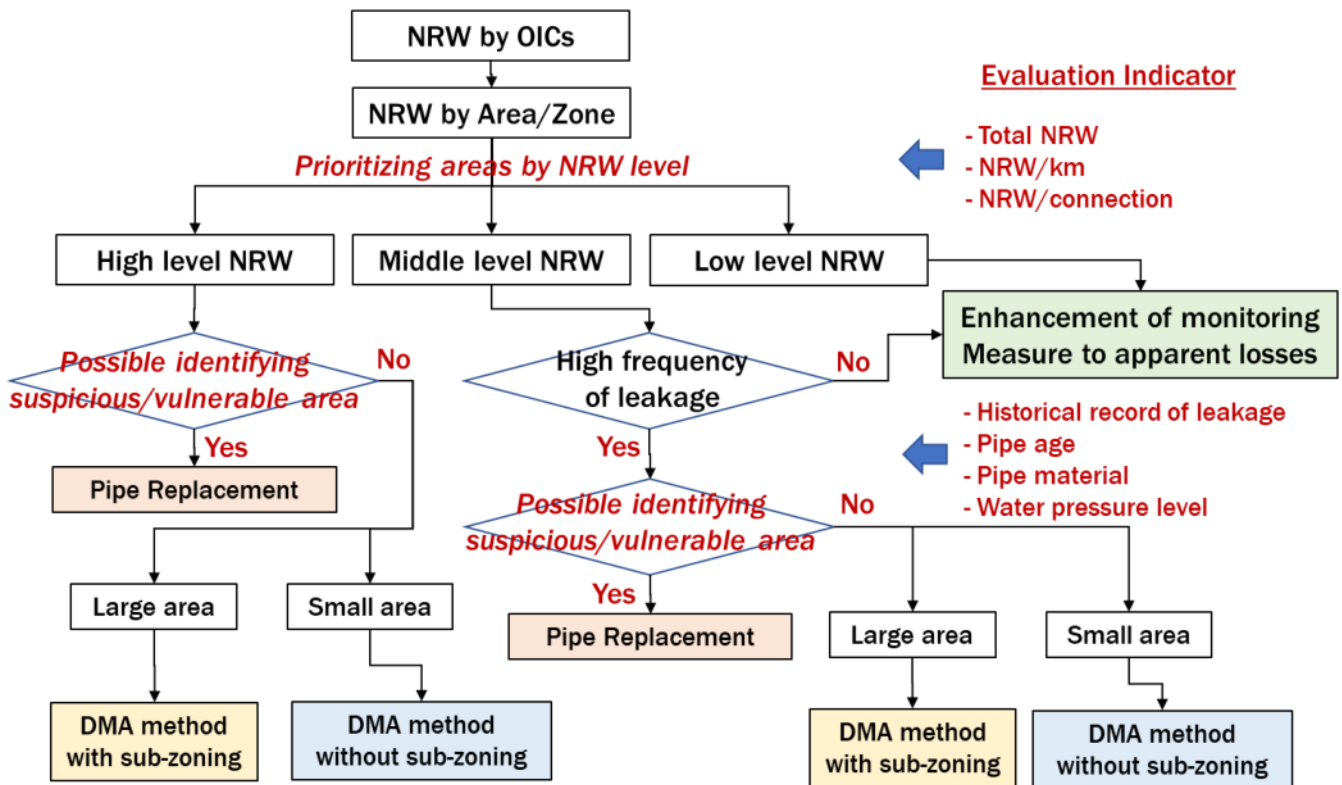 NRW by OICs
Evaluation Indicator
NRW by Area/Zone
- Total NRW
- NRW/km
- NRW/connection
Prioritizing areas by NRW level
High level NRW
Middle level NRW
Low level NRW
Enhancement of monitoring
Measure to apparent losses
Possible identifying
suspicious/vulnerable area
No
High frequency
of leakage
No
- Historical record of leakage
- Pipe age
- Pipe material
- Water pressure level
Yes
Yes
Pipe Replacement
Possible identifying
suspicious/vulnerable area
No
Large area
Small area
Yes
Pipe Replacement
Large area
Small area
DMA method
with sub-zoning
DMA method
without sub-zoning
DMA method
with sub-zoning
DMA method
without sub-zoning